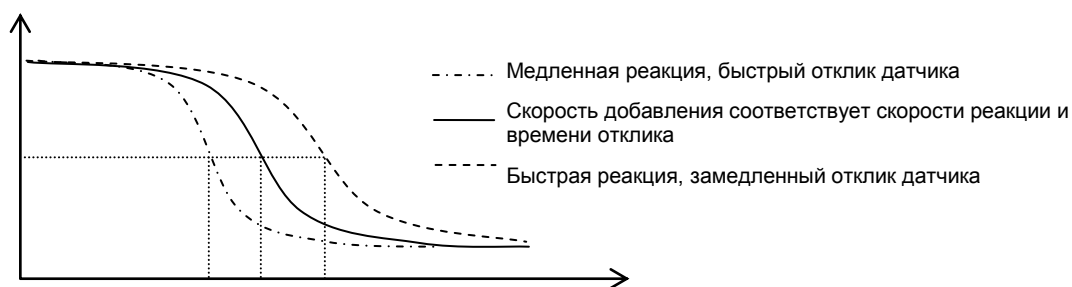 Медленная реакция, быстрый отклик датчика
Скорость добавления соответствует скорости реакции и
времени отклика
Быстрая реакция, замедленный отклик датчика